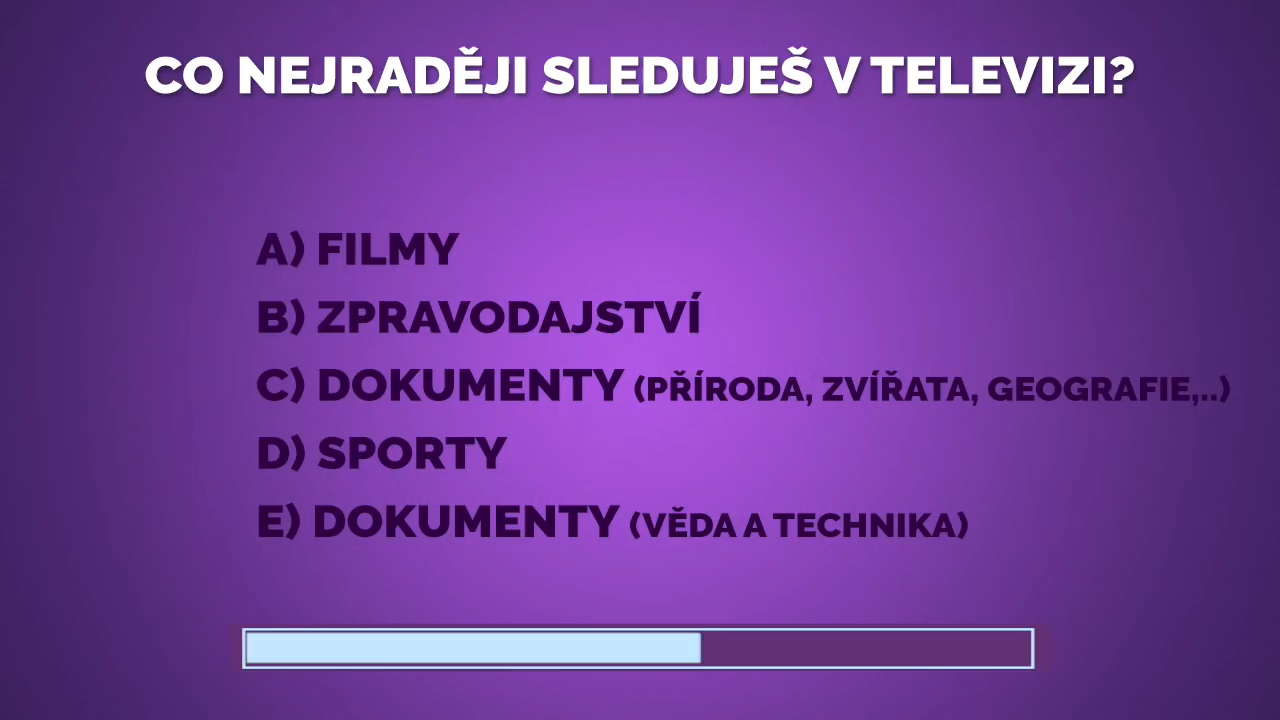 CO NEJRADĚJI SLEDUJEŠ V TELEVIZI?
A) FILMY
B) ZPRAVODAJSTVÍ
C) DOKUMENTY (PŘÍRODA, ZVÍŘATA, GEOGRAFIE,..)
D) SPORTY
E) DOKUMENTY (VĚDA A TECHNIKA)